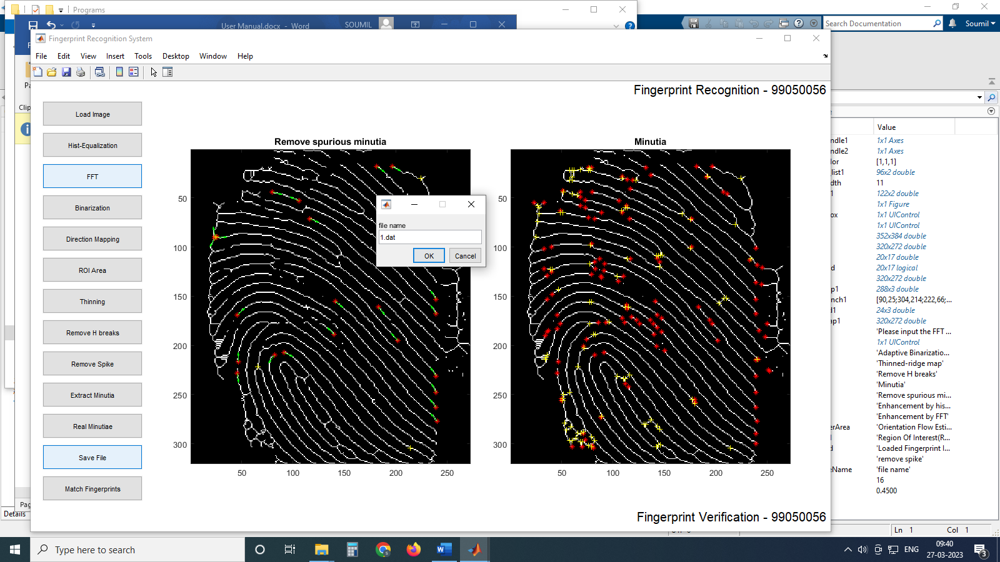 Programs
User Manual.docx - Word
SOUMIL
Search Documentation
Soumil
Fingerprint Recognition System
File Edit View Insert Tools Desktop Window Help
Clip
Fingerprint Recognition - 99050056
Load Image
Hist-Equalization
FFT
Binarization
Direction Mapping
ROI Area
Thinning
Remove H breaks
Remove Spike
Extract Minutia
Real Minutiae
Save File
Match Fingerprints
Remove spurious minutia
50
100
150
200
250
300
50 100 150 200 250
Minutia
50
100
150
200
250
300
50 100 150 200 250
file name
1.dat
OK Cancel
Fingerprint Verification - 99050056
Value
ndle1 1x1 Axes
ndle2 1x1 Axes
lor [1,1,1]
list1 96x2 double
dth 11
1 122x2 double
1x1 Figure
ox 1x1 UIControl
1x1 UIControl
352x384 double
320x272 double
20x17 double
d 20x17 logical
320x272 double
p1 288x3 double
nch1 [90,25;304,214;222,66;...
d1 24x3 double
ap1 320x272 double
'Please input the FFT ...
1x1 UIControl
'Adaptive Binarizatio...
'Thinned-ridge map'
'Remove H breaks'
'Minutia'
'Remove spurious mi...
'Enhancement by his...
'Enhancement by FFT'
erArea 'Orientation Flow Esti...
'Region Of Interest(R...
d 'Loaded Fingerprint I...
'remove spike'
eName 'file name'
16
0.4500
Pag
Details
Ln 1 Col 1
Type here to search
ENG
09:40
27-03-2023
3